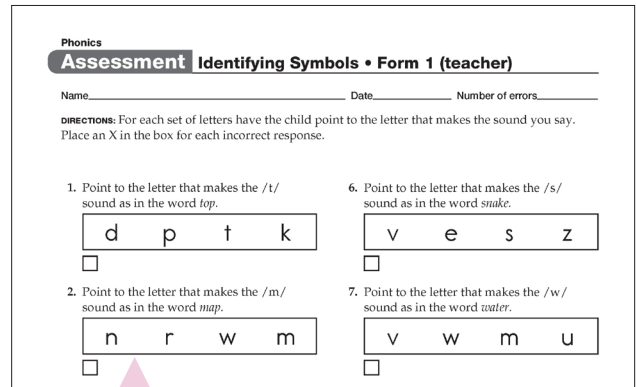 Phonics
Assessment Identifying Symbols • Form 1 (teacher)
Name Date Number of errors
DIRECTIONS: For each set of letters have the child point to the letter that makes the sound you say.
Place an X in the box for each incorrect response.
1. Point to the letter that makes the /t/
sound as in the word top.
d p t k
2. Point to the letter that makes the /m/
sound as in the word map.
n r w m
6. Point to the letter that makes the /s/
sound as in the word snake.
v e s z
7. Point to the letter that makes the /w/
sound as in the word water.
v w m u